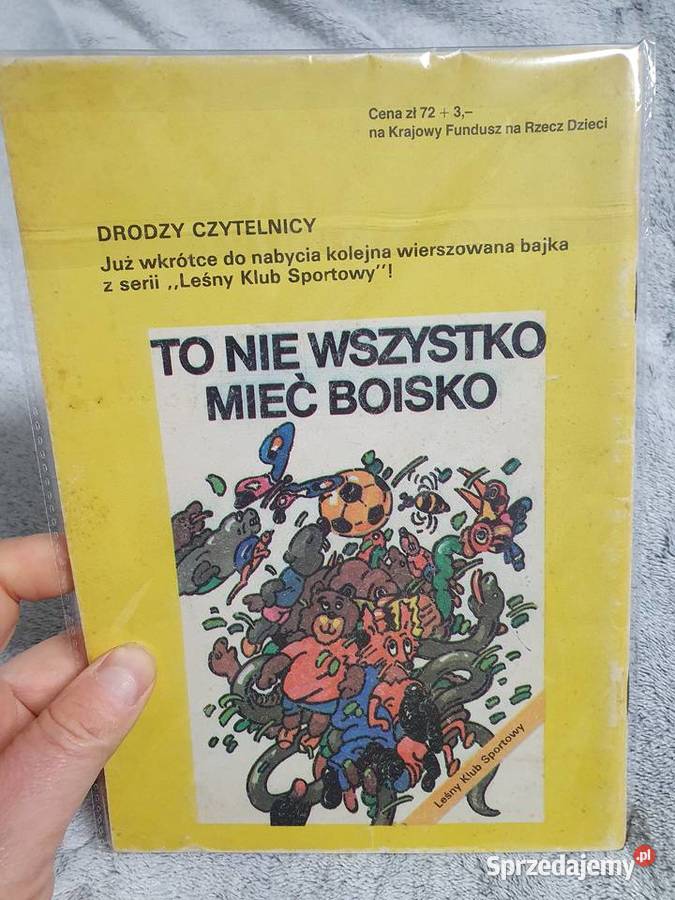 Cena zł 72 + 3,–
na Krajowy Fundusz na Rzecz Dzieci
DRODZY CZYTELNICY
Już wkrótce do nabycia kolejna wierszowana bajka
z serii ,,Leśny Klub Sportowy"!
TO NIE WSZYSTKO
MIEĆ BOISKO
Leśny Klub Sportowy
Sprzedajemy.pl